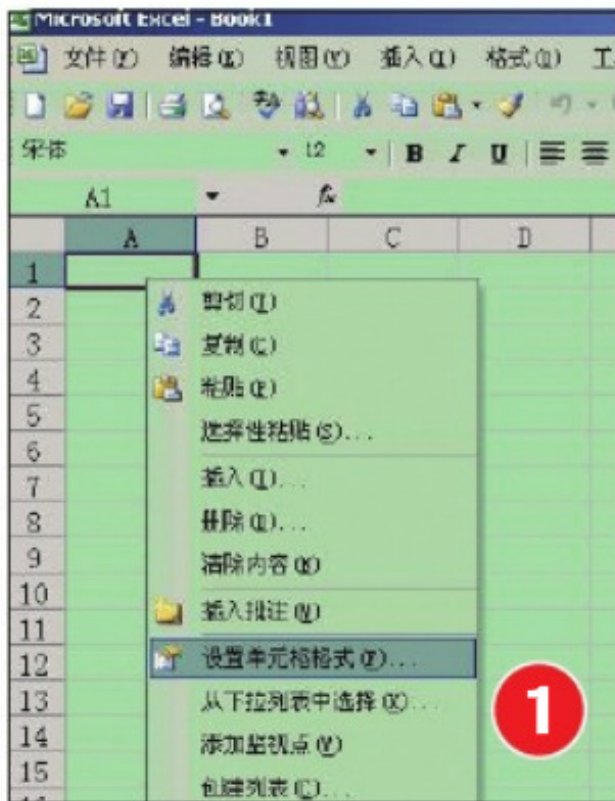 Microsoft Excel - Book1
文件(F) 编辑(E) 视图(V) 插入(I) 格式(O) 工
宋体 12 B I U
A1 fx
A B C D
1
2
3
4
5
6
7
8
9
10
11
12
13
14
15
剪切(T)
复制(C)
粘贴(P)
选择性粘贴(S)...
插入(I)...
删除(D)...
清除内容(N)
插入批注(M)
设置单元格格式(F)...
从下拉列表中选择(K)...
添加监视点(W)
创建列表(C)...
1